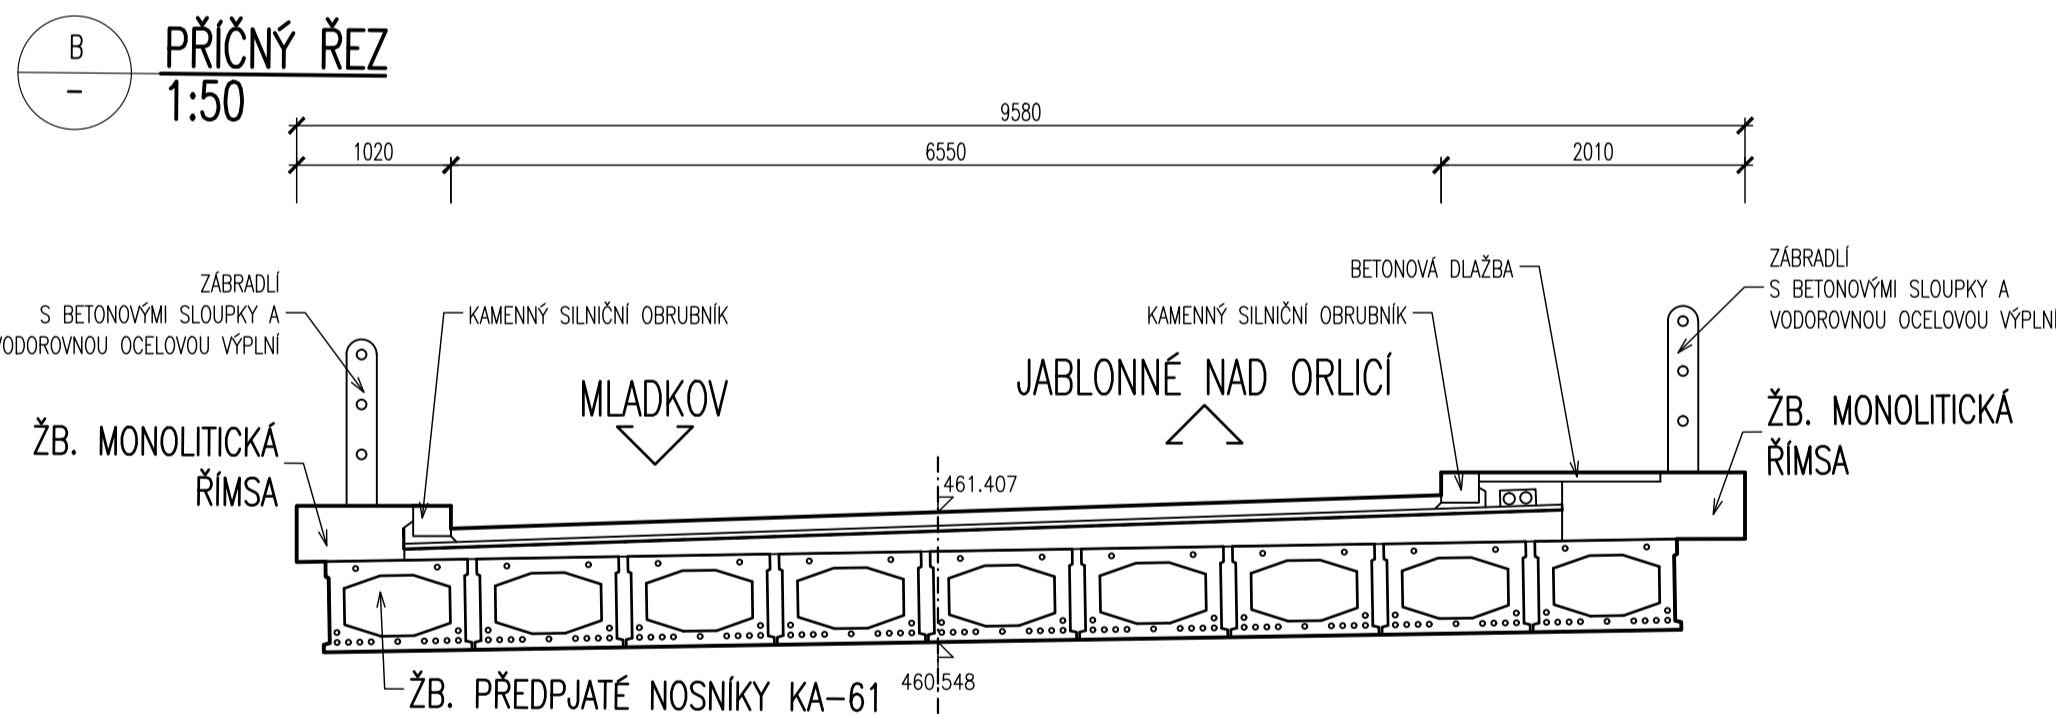 B
-
PŘÍČNÝ ŘEZ
1:50
9580
1020
6550
2010
ZÁBRADLÍ
S BETONOVÝMI SLOUPKY A
VODOROVNOU OCELOVOU VÝPLNÍ
KAMENNÝ SILNIČNÍ OBRUBNÍK
BETONOVÁ DLAŽBA
KAMENNÝ SILNIČNÍ OBRUBNÍK
ZÁBRADLÍ
S BETONOVÝMI SLOUPKY A
VODOROVNOU OCELOVOU VÝPLNÍ
MLADKOV
JABLONNÉ NAD ORLICÍ
ŽB. MONOLITICKÁ
ŘÍMSA
ŽB. MONOLITICKÁ
ŘÍMSA
461.407
460.548
ŽB. PŘEDPJATÉ NOSNÍKY KA-61